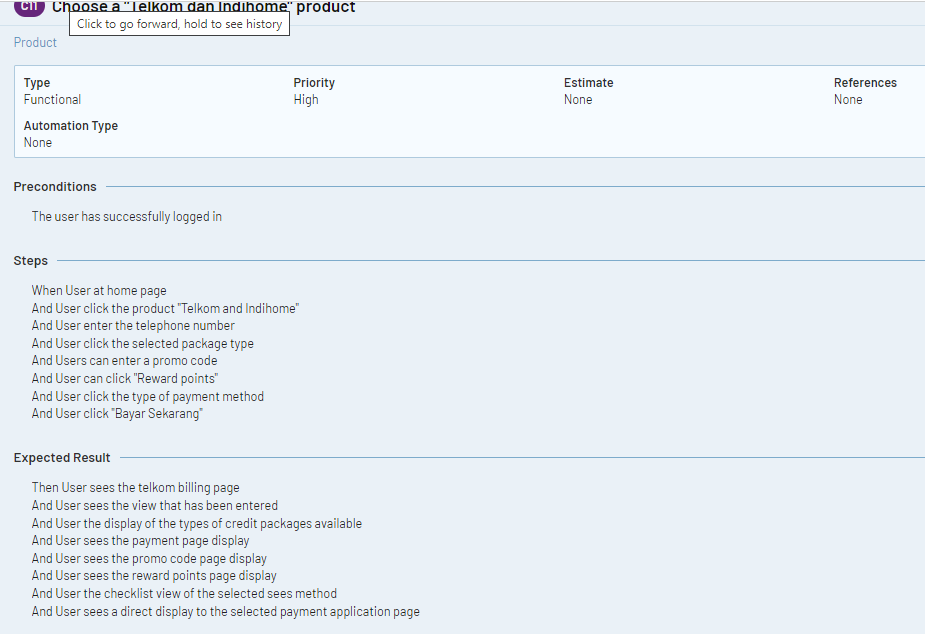 C11 Choose a "Telkom dan Indihome" product
Click to go forward, hold to see history
Product
Type Priority Estimate References
Functional High None None
Automation Type
None
Preconditions
The user has successfully logged in
Steps
When User at home page
And User click the product "Telkom and Indihome"
And User enter the telephone number
And User click the selected package type
And Users can enter a promo code
And User can click "Reward points"
And User click the type of payment method
And User click "Bayar Sekarang"
Expected Result
Then User sees the telkom billing page
And User sees the view that has been entered
And User the display of the types of credit packages available
And User sees the payment page display
And User sees the promo code page display
And User sees the reward points page display
And User the checklist view of the selected sees method
And User sees a direct display to the selected payment application page